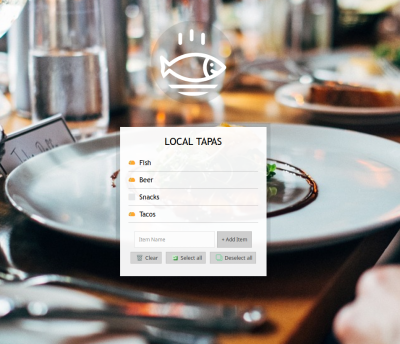 LOCAL TAPAS
Fish
Beer
Snacks
Tacos
Item Name
+ Add Item
Clear
Select all
Deselect all